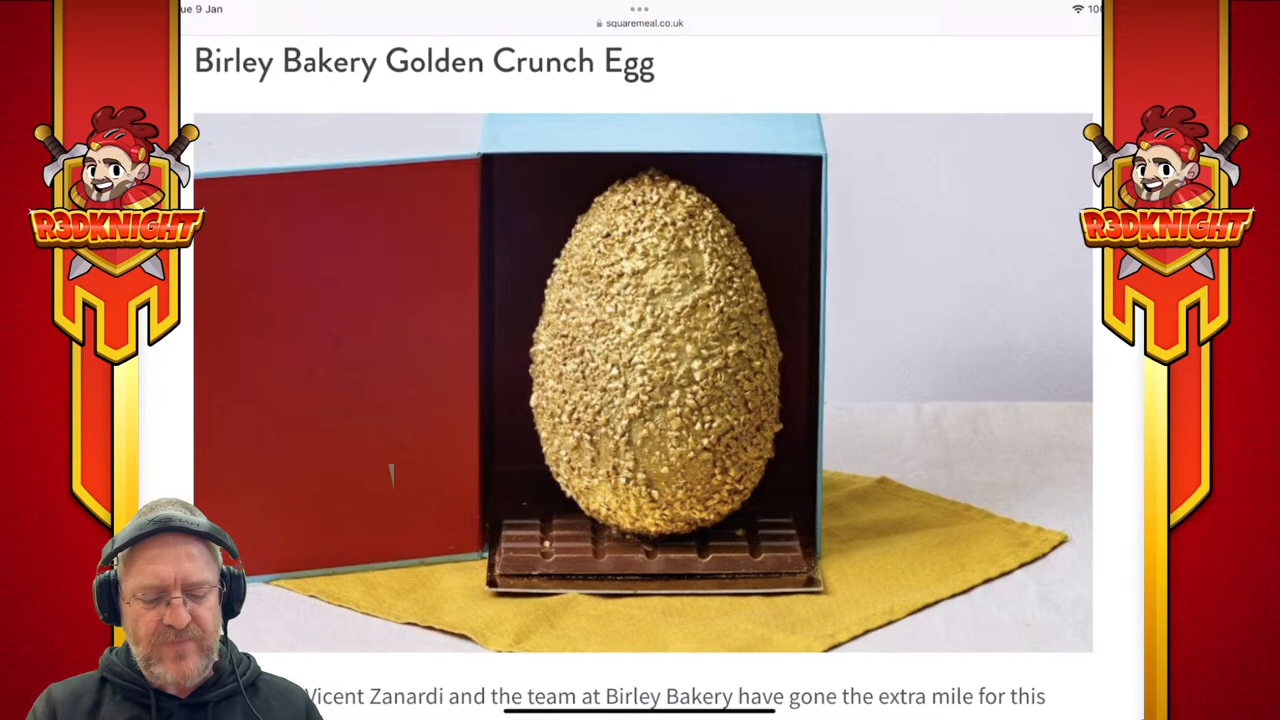 ue 9 Jan
squaremeal.co.uk
10
Birley Bakery Golden Crunch Egg
R3DKNIGHT
R3DKNIGHT
Vicent Zanardi and the team at Birley Bakery have gone the extra mile for this